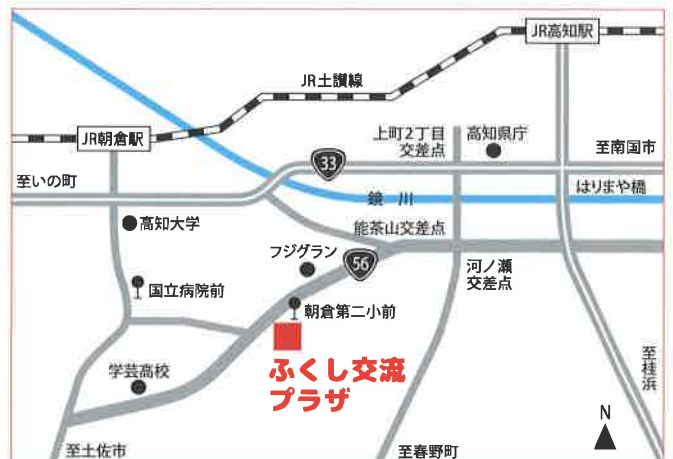 JR高知駅
JR土讃線
JR朝倉駅
上町2丁目
交差点
高知県庁
至南国市
33
至いの町
鏡川
はりまや橋
高知大学
能茶山交差点
フジグラン
56
河ノ瀬
交差点
国立病院前
朝倉第二小前
ふくし交流
プラザ
学芸高校
至桂浜
N
至土佐市
至春野町